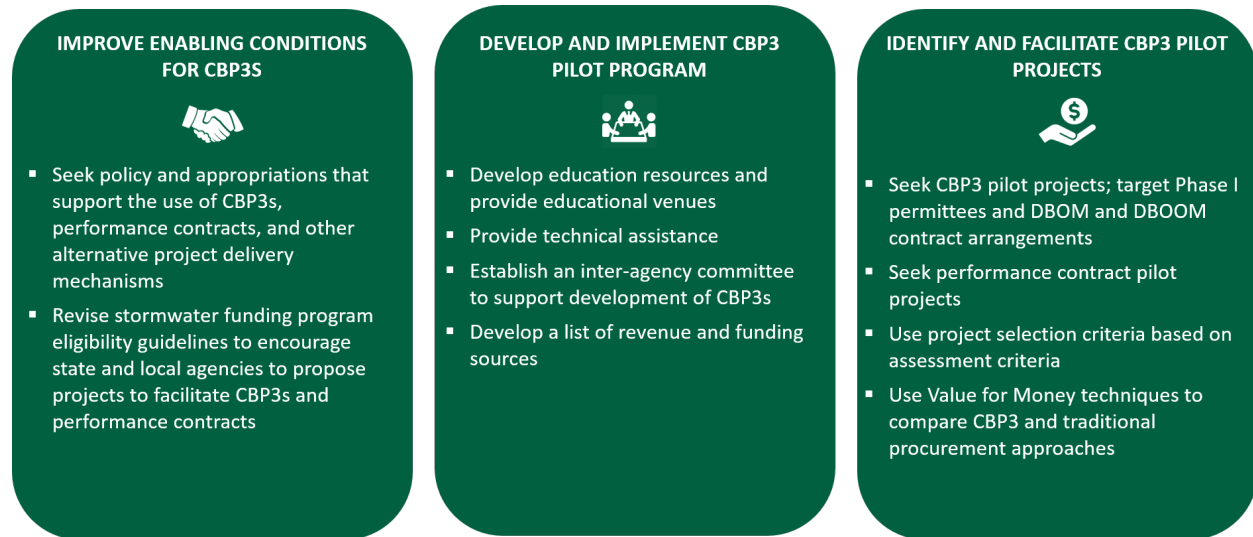 IMPROVE ENABLING CONDITIONS
FOR CBP3S
▪ Seek policy and appropriations that
support the use of CBP3s,
performance contracts, and other
alternative project delivery
mechanisms
▪ Revise stormwater funding program
eligibility guidelines to encourage
state and local agencies to propose
projects to facilitate CBP3s and
performance contracts
DEVELOP AND IMPLEMENT CBP3
PILOT PROGRAM
▪ Develop education resources and
provide educational venues
▪ Provide technical assistance
▪ Establish an inter-agency committee
to support development of CBP3s
▪ Develop a list of revenue and funding
sources
IDENTIFY AND FACILITATE CBP3 PILOT
PROJECTS
$
▪ Seek CBP3 pilot projects; target Phase I
permittees and DBOM and DBOOM
contract arrangements
▪ Seek performance contract pilot
projects
▪ Use project selection criteria based on
assessment criteria
▪ Use Value for Money techniques to
compare CBP3 and traditional
procurement approaches